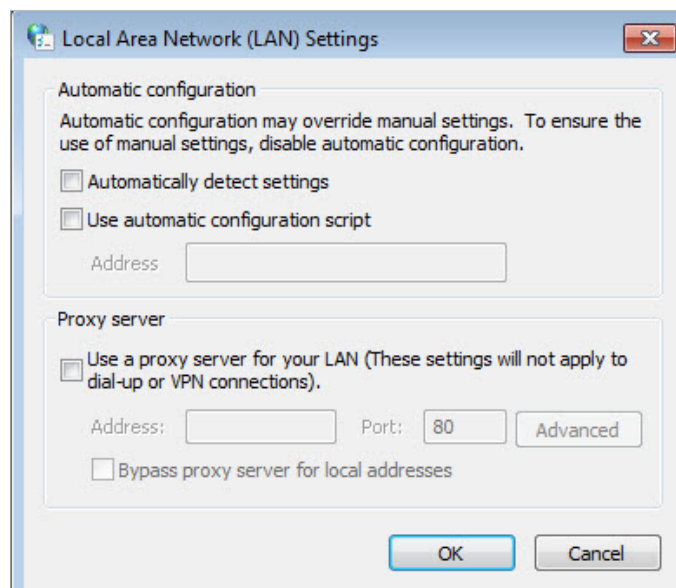 Local Area Network (LAN) Settings
Automatic configuration
Automatic configuration may override manual settings. To ensure the
use of manual settings, disable automatic configuration.
Automatically detect settings
Use automatic configuration script
Address
Proxy server
Use a proxy server for your LAN (These settings will not apply to
dial-up or VPN connections).
Address: Port: 80 Advanced
Bypass proxy server for local addresses
OK Cancel